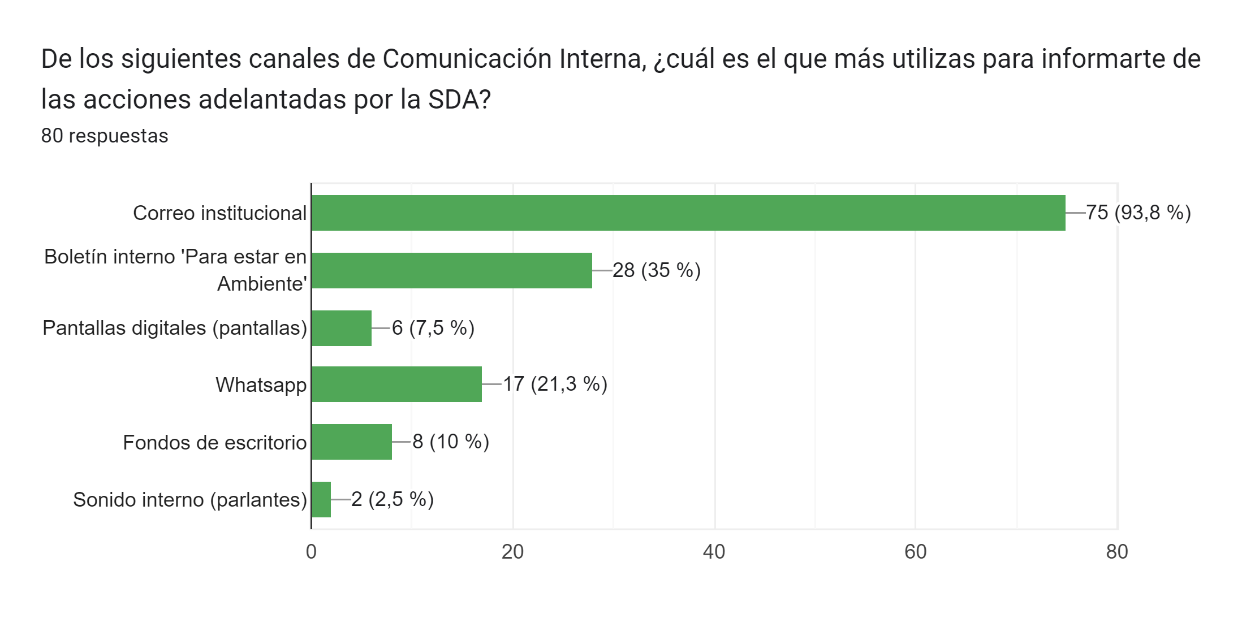 De los siguientes canales de Comunicación Interna, ¿cuál es el que más utilizas para informarte de
las acciones adelantadas por la SDA?
80 respuestas
Correo institucional
75 (93,8 %)
Boletín interno 'Para estar en
Ambiente'
28 (35 %)
Pantallas digitales (pantallas)
6 (7,5 %)
Whatsapp
17 (21,3 %)
Fondos de escritorio
8 (10 %)
Sonido interno (parlantes)
2 (2,5 %)
0 20 40 60 80